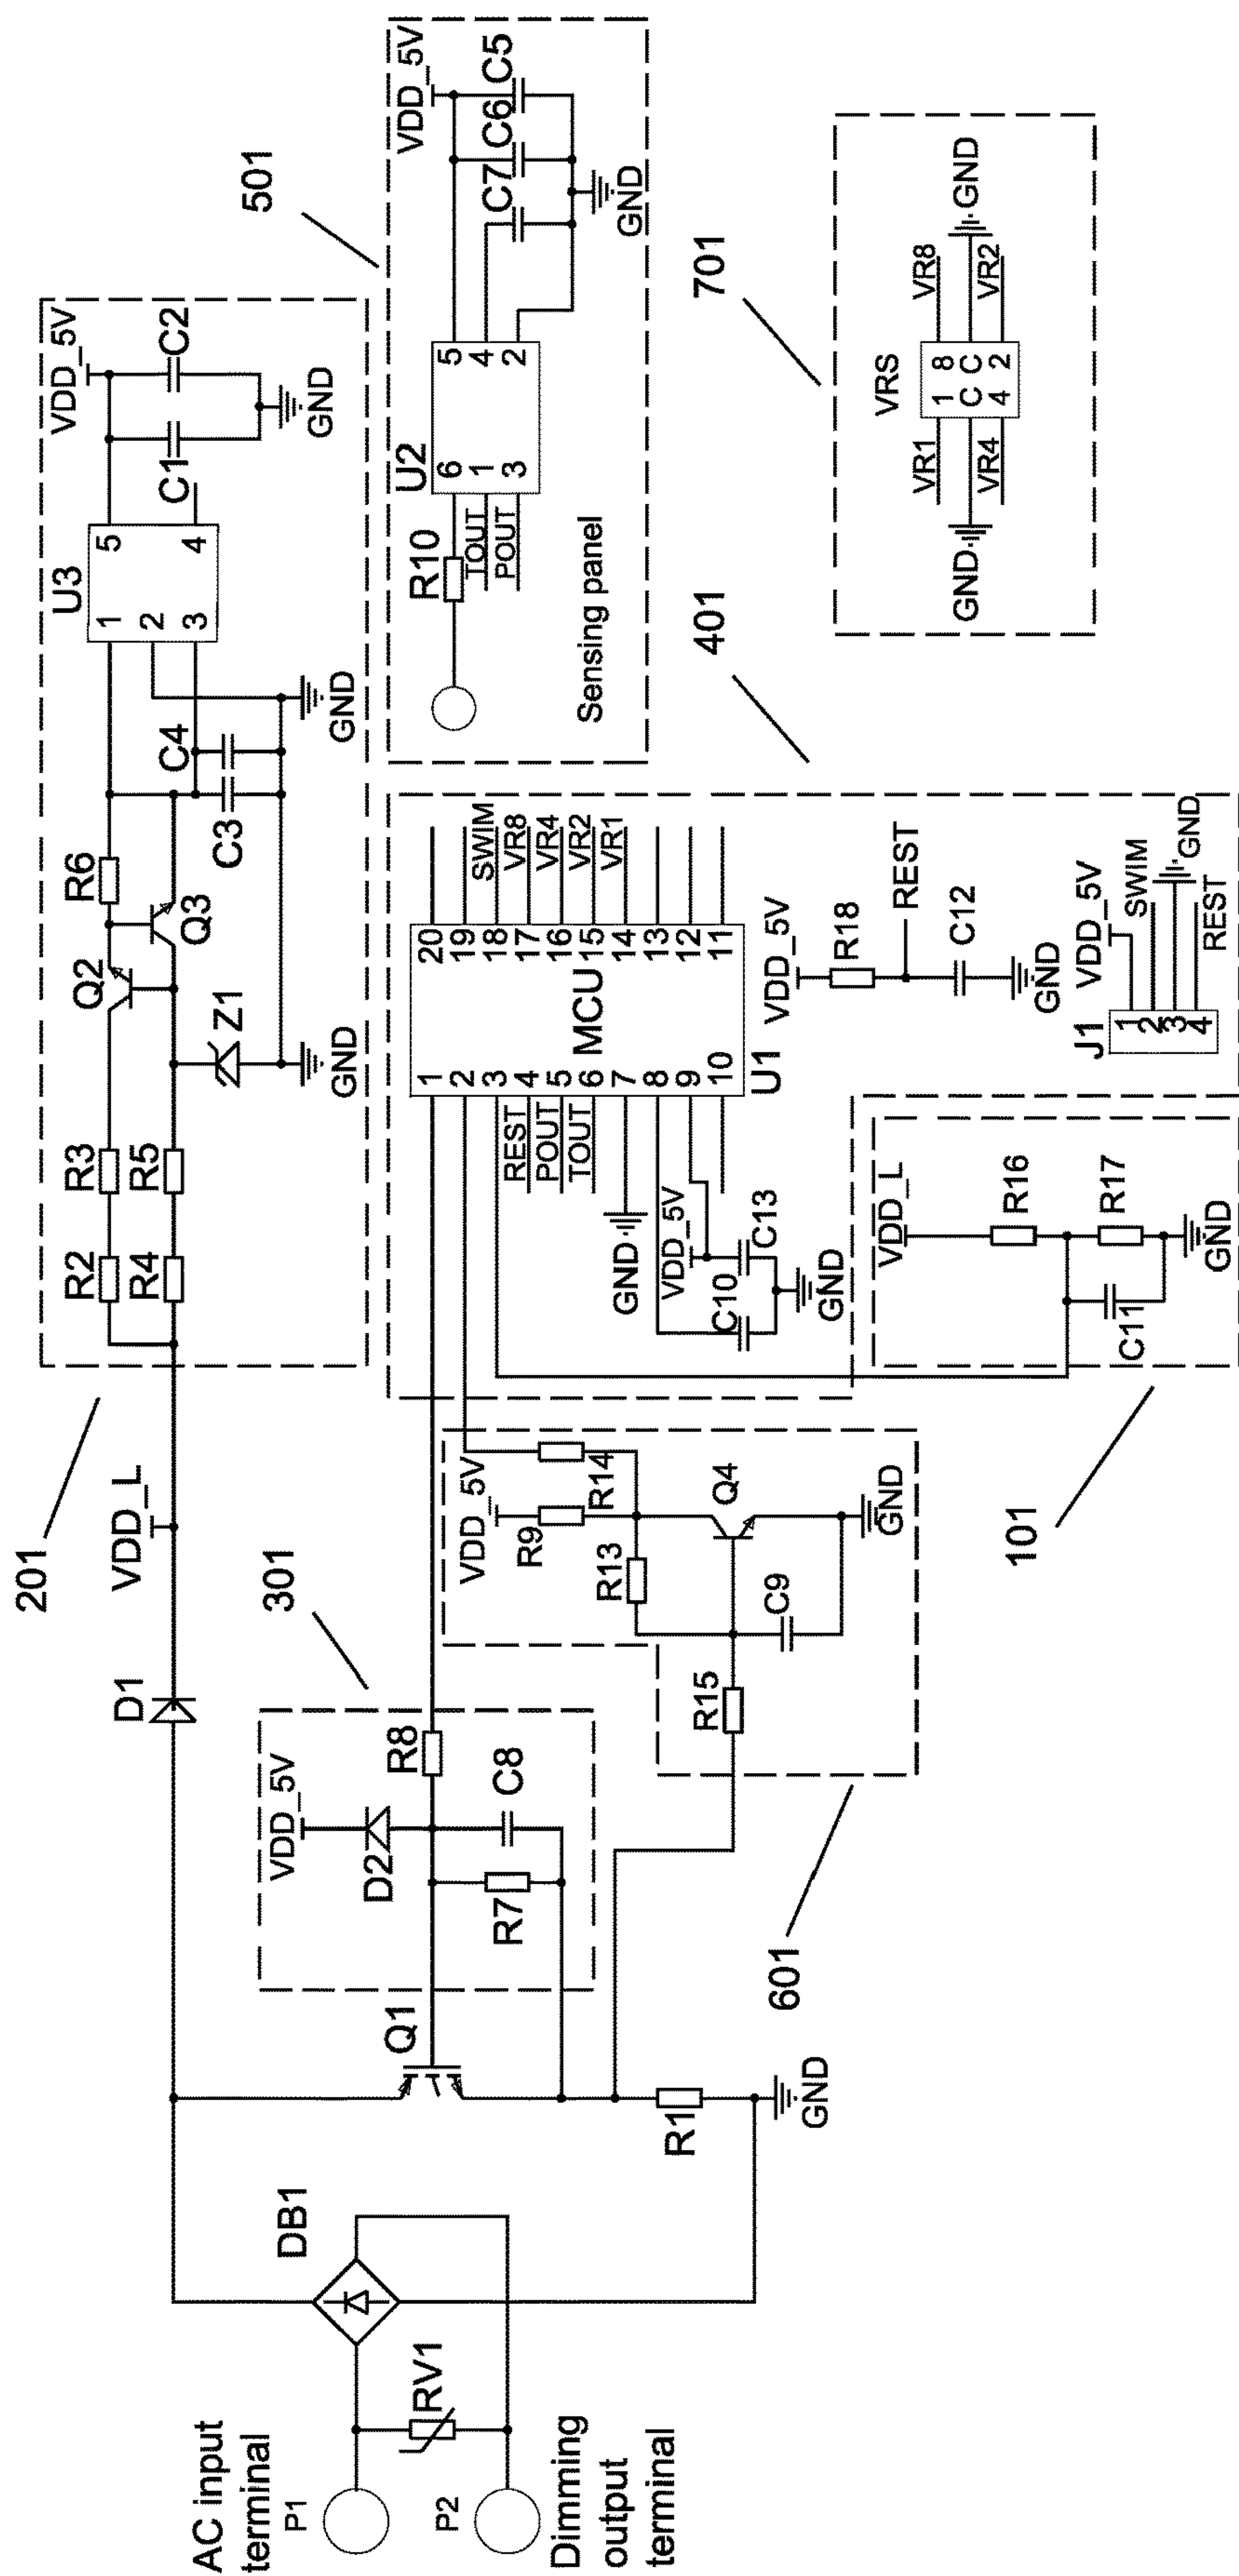 AC input
terminal
P1
P2
Dimming
output
terminal
RV1
DB1
R1
GND
Q1
D1
VDD_L
201
301
VDD_5V
D2
R7
C8
R8
601
R15
VDD_5V
R9
R14
R13
Q4
C9
GND
R2
R3
R4
R5
Q2
Z1
GND
Q3
R6
C3
C4
GND
U3
1
2
3
5
4
C1
C2
VDD_5V
GND
501
Sensing panel
R10
TOUT
POUT
U2
6
1
3
5
4
2
VDD_5V
C7
C6
C5
GND
401
1
2
3
4
5
6
7
8
9
10
REST
POUT
TOUT
GND
VDD_5V
C10
C13
GND
MCU
U1
20
19
18
17
16
15
14
13
12
11
SWIM
VR8
VR4
VR2
VR1
VDD_5V
R18
REST
C12
GND
J1
1
2
3
4
VDD_5V
SWIM
GND
REST
101
VDD_L
R16
R17
C11
GND
701
VRS
VR1
GND
VR4
1 8
C C
4 2
VR8
GND
VR2